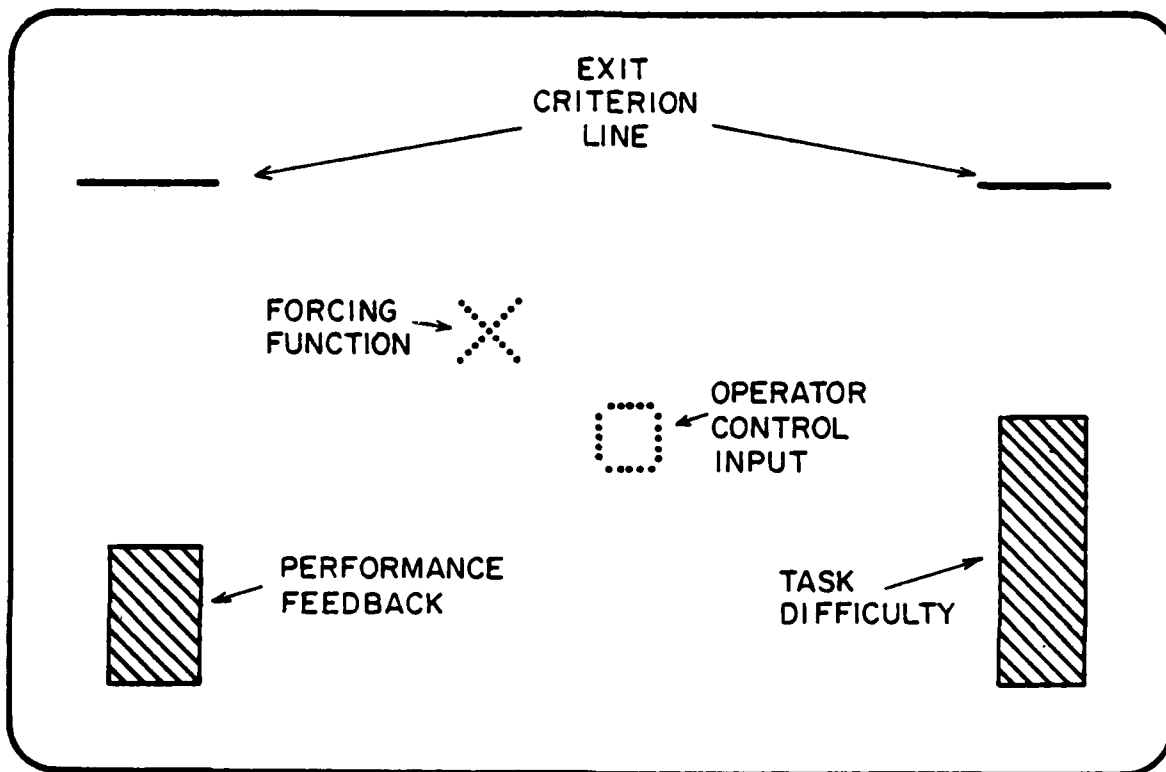 EXIT
CRITERION
LINE
FORCING
FUNCTION
OPERATOR
CONTROL
INPUT
PERFORMANCE
FEEDBACK
TASK
DIFFICULTY